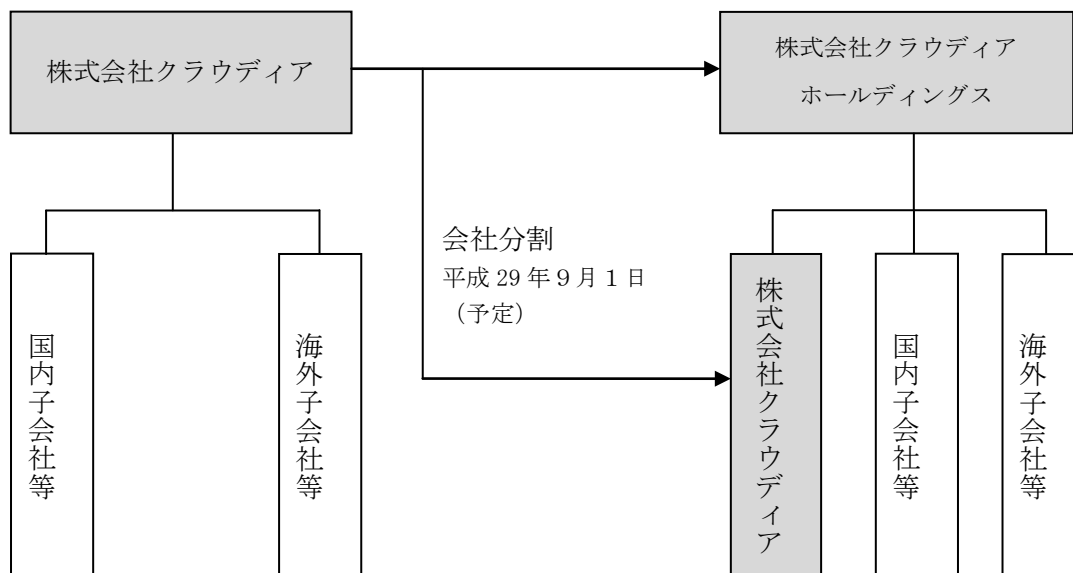 株式会社クラウディア
株式会社クラウディア
ホールディングス
会社分割
平成 29 年９月１日
（予定）
国内子会社等
海外子会社等
株式会社クラウディア
国内子会社等
海外子会社等